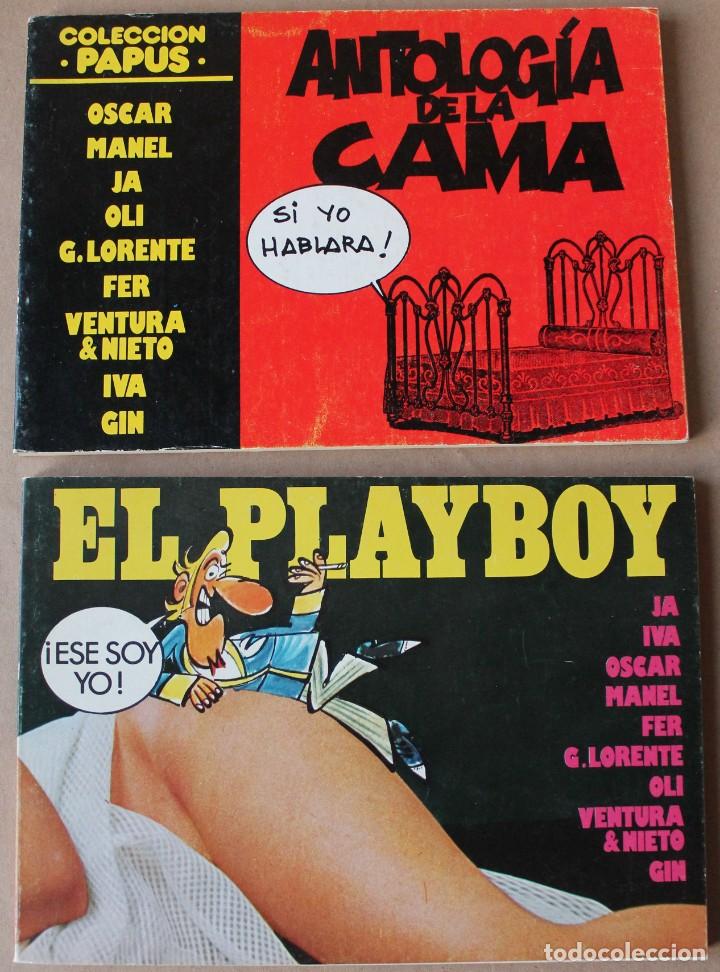 COLECCION
· PAPUS ·
OSCAR
MANEL
JA
OLI
G. LORENTE
FER
VENTURA
& NIETO
IVA
GIN
ANTOLOGÍA
DE LA
CAMA
Si YO
HABLARA!
EL PLAYBOY
¡ESE SOY
YO!
JA
IVA
OSCAR
MANEL
FER
G. LORENTE
OLI
VENTURA
& NIETO
GIN
todocoleccion